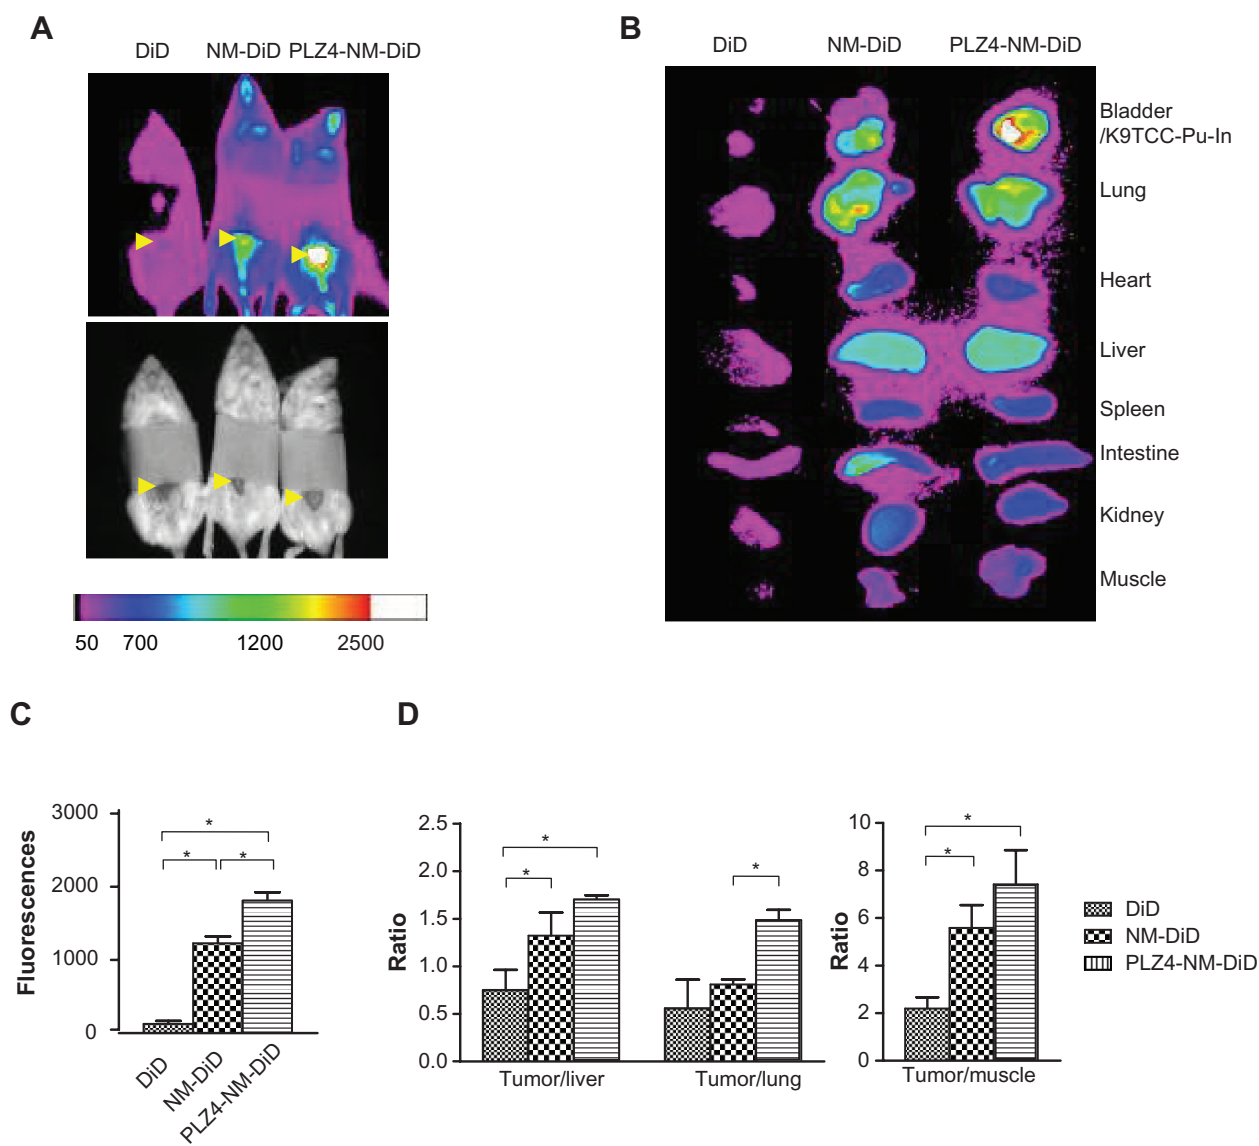 A
DiD NM-DiD PLZ4-NM-DiD
50 700 1200 2500
B
DiD NM-DiD PLZ4-NM-DiD
Bladder
/K9TCC-Pu-In
Lung
Heart
Liver
Spleen
Intestine
Kidney
Muscle
C
Fluorescences
3000
2000
1000
0
* * *
DiD NM-DiD PLZ4-NM-DiD
D
Ratio
2.5
2.0
1.5
1.0
0.5
0.0
* * *
Tumor/liver Tumor/lung
Ratio
10
8
6
4
2
0
* *
Tumor/muscle
DiD
NM-DiD
PLZ4-NM-DiD